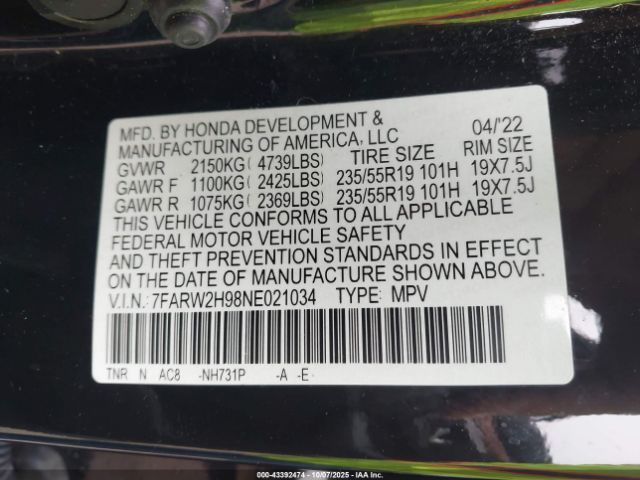 MFD. BY HONDA DEVELOPMENT & 04/'22
MANUFACTURING OF AMERICA, LLC
GVWR 2150KG( 4739LBS) TIRE SIZE RIM SIZE
GAWR F 1100KG( 2425LBS) 235/55R19 101H 19X7.5J
GAWR R 1075KG( 2369LBS) 235/55R19 101H 19X7.5J
THIS VEHICLE CONFORMS TO ALL APPLICABLE
FEDERAL MOTOR VEHICLE SAFETY
AND THEFT PREVENTION STANDARDS IN EFFECT
ON THE DATE OF MANUFACTURE SHOWN ABOVE.
V.I.N.: 7FARW2H98NE021034 TYPE: MPV
TNR N AC8 -NH731P -A -E-
000-43392474 - 10/07/2025 - IAA Inc.